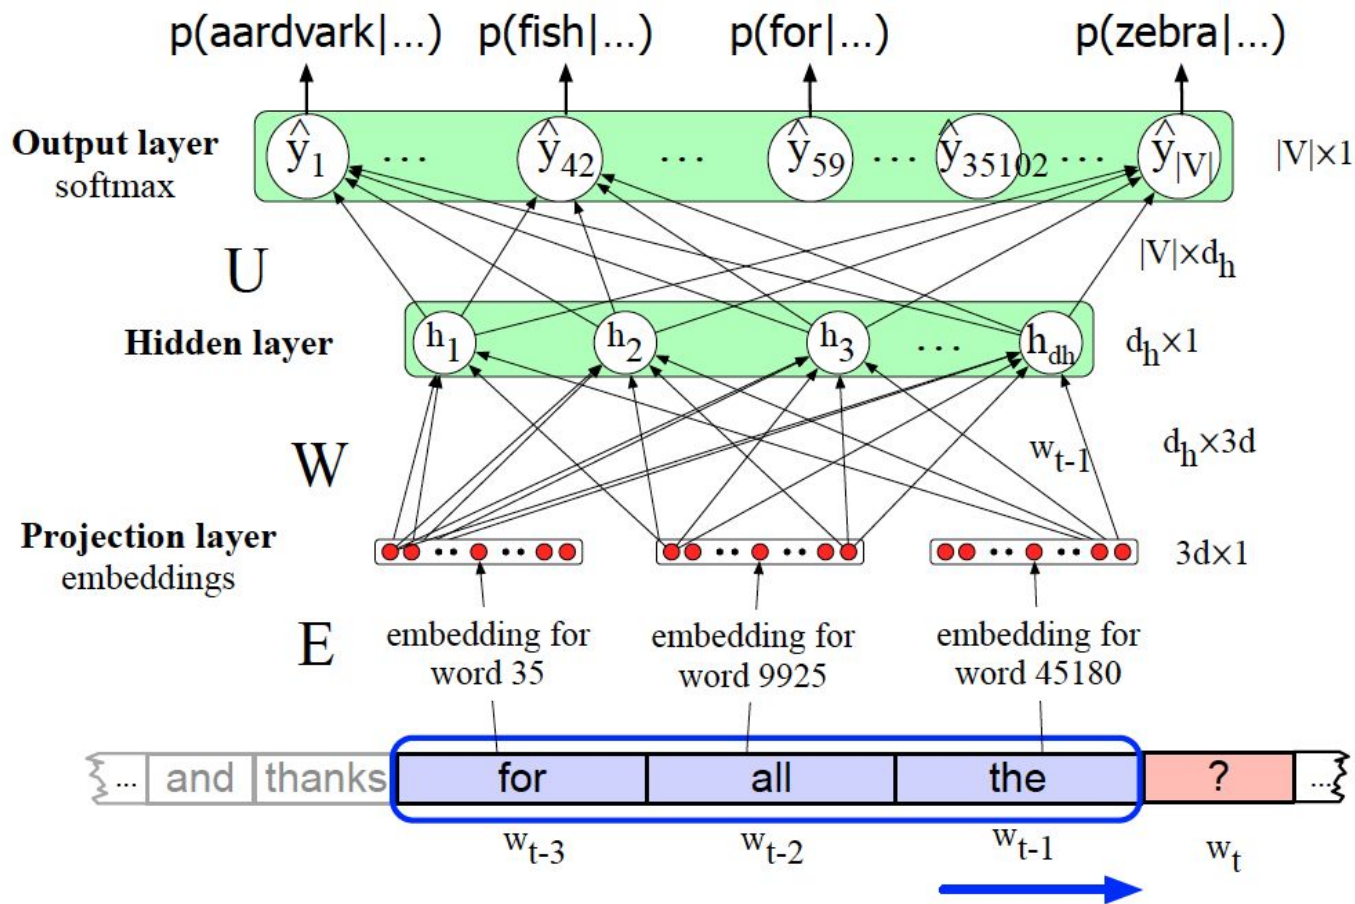 p(aardvark|...) p(fish|...) p(for|...) p(zebra|...)
Output layer
softmax
ŷ1 ... ŷ42 ... ŷ59 ... ŷ35102 ... ŷ|V|
|V|×1
U
|V|×dh
Hidden layer
h1 h2 h3 ... hdh
dh×1
W
wt-1
dh×3d
Projection layer
embeddings
.. .. .. .. .. ..
3d×1
E
embedding for
word 35
embedding for
word 9925
embedding for
word 45180
... and thanks for all the ? ...
wt-3 wt-2 wt-1 wt